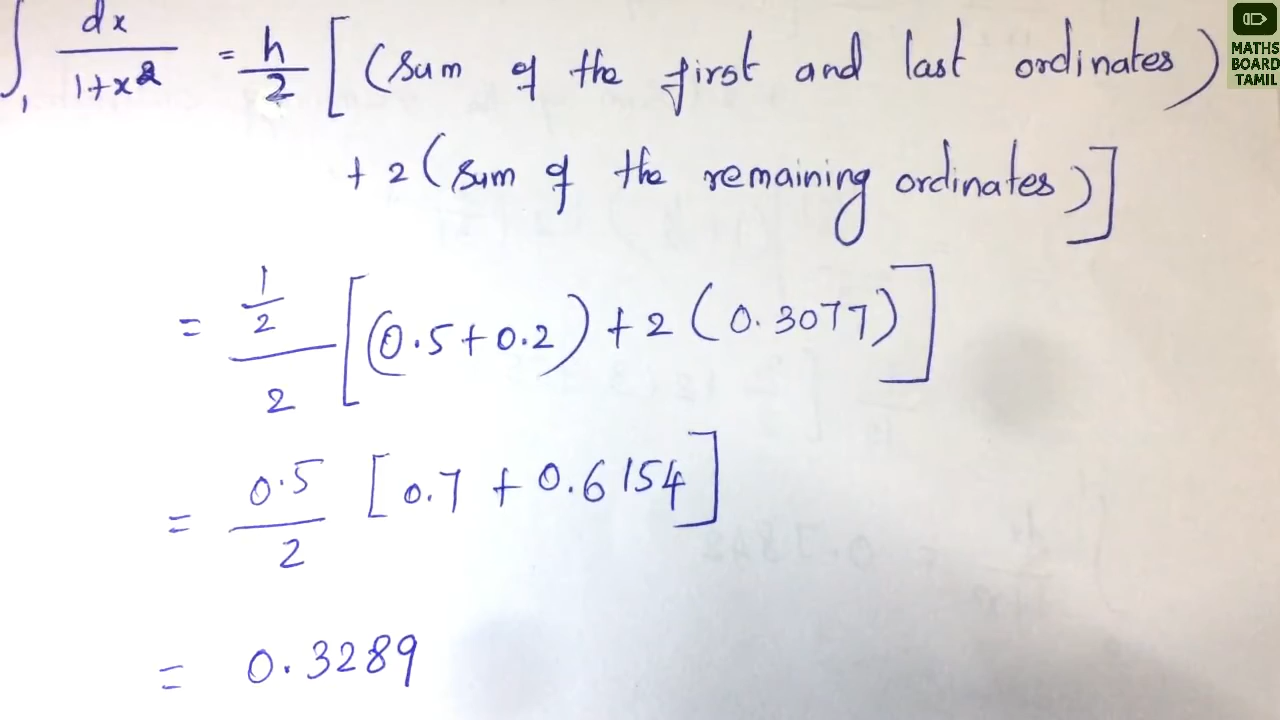 ∫₁ dx/(1+x²) = h/2 [(sum of the first and last ordinates)
+ 2 (sum of the remaining ordinates)]
= (1/2)/2 [(0.5+0.2) + 2 (0.3077)]
= 0.5/2 [0.7 + 0.6154]
= 0.3289
MATHS
BOARD
TAMIL